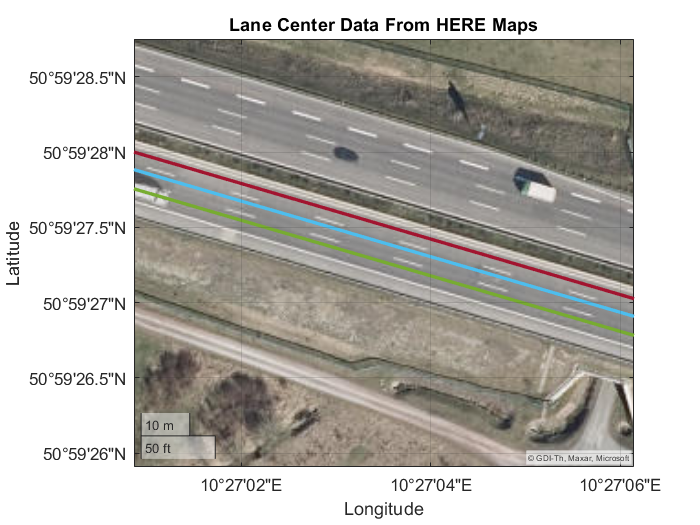 Lane Center Data From HERE Maps
50°59'28.5"N
50°59'28"N
50°59'27.5"N
50°59'27"N
50°59'26.5"N
50°59'26"N
Latitude
10 m
50 ft
© GDI-Th, Maxar, Microsoft
10°27'02"E
10°27'04"E
10°27'06"E
Longitude